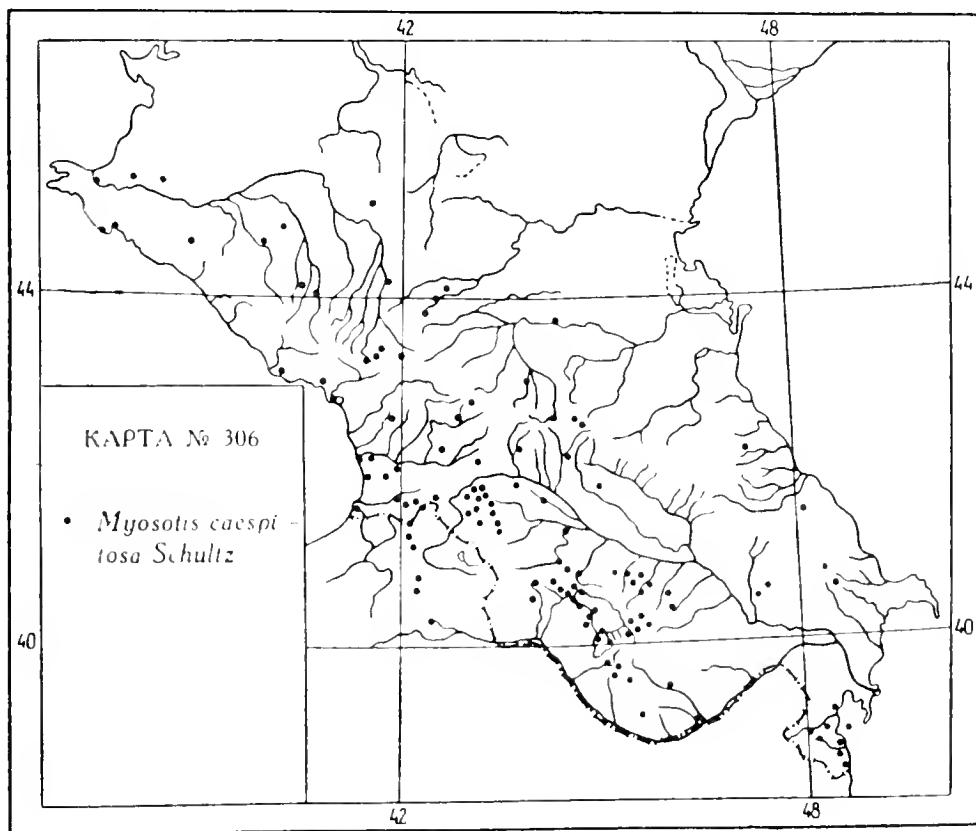 42 48
44 44
КАРТА № 306
• Myosotis caespi-
tosa Schultz
40 40
42 48